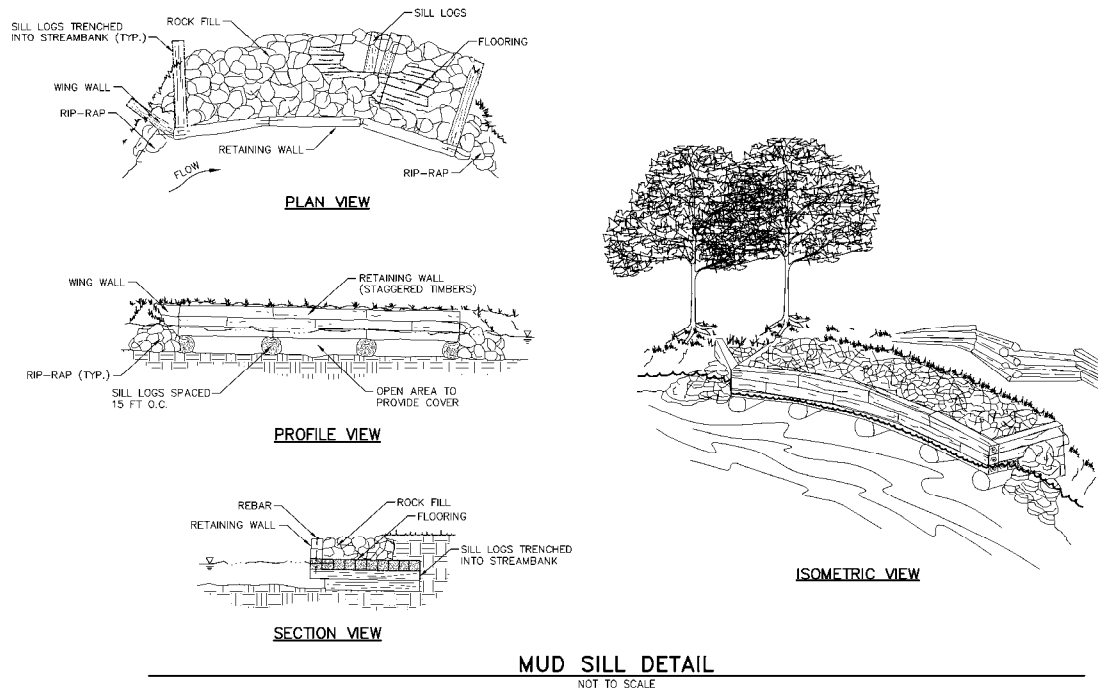 SILL LOGS TRENCHED
INTO STREAMBANK (TYP.)
ROCK FILL
SILL LOGS
FLOORING
WING WALL
RIP-RAP
RETAINING WALL
RIP-RAP
FLOW
PLAN VIEW
WING WALL
RETAINING WALL
(STAGGERED TIMBERS)
RIP-RAP (TYP.)
SILL LOGS SPACED
15 FT O.C.
OPEN AREA TO
PROVIDE COVER
PROFILE VIEW
REBAR
RETAINING WALL
ROCK FILL
FLOORING
SILL LOGS TRENCHED
INTO STREAMBANK
SECTION VIEW
ISOMETRIC VIEW
MUD SILL DETAIL
NOT TO SCALE